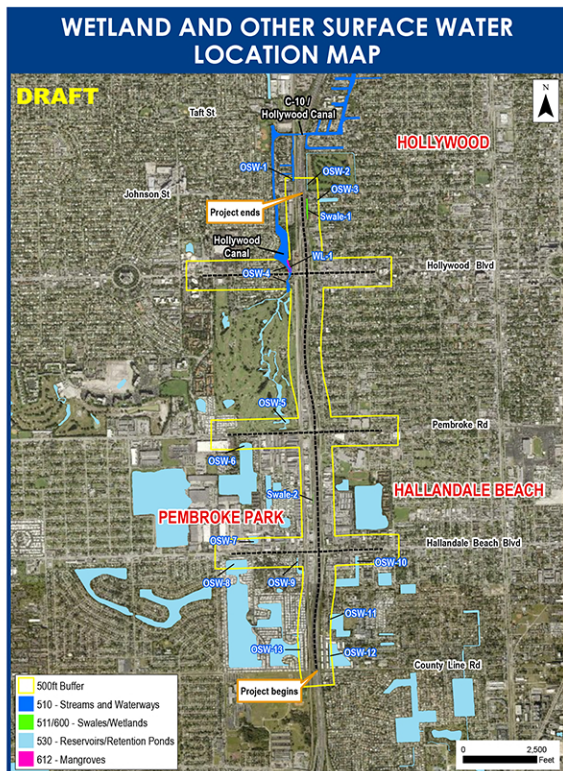 WETLAND AND OTHER SURFACE WATER
LOCATION MAP
DRAFT
N
Taft St
C-10 /
Hollywood Canal
HOLLYWOOD
OSW-1
OSW-2
Johnson St
OSW-3
Project ends
Swale-1
Hollywood
Canal
WL-1
Hollywood Blvd
OSW-4
OSW-5
Pembroke Rd
OSW-6
Swale-2
HALLANDALE BEACH
PEMBROKE PARK
OSW-7
Hallandale Beach Blvd
OSW-8
OSW-9
OSW-10
OSW-11
OSW-13
OSW-12
County Line Rd
Project begins
500ft Buffer
510 - Streams and Waterways
511/600 - Swales/Wetlands
530 - Reservoirs/Retention Ponds
612 - Mangroves
0 2,500
Feet